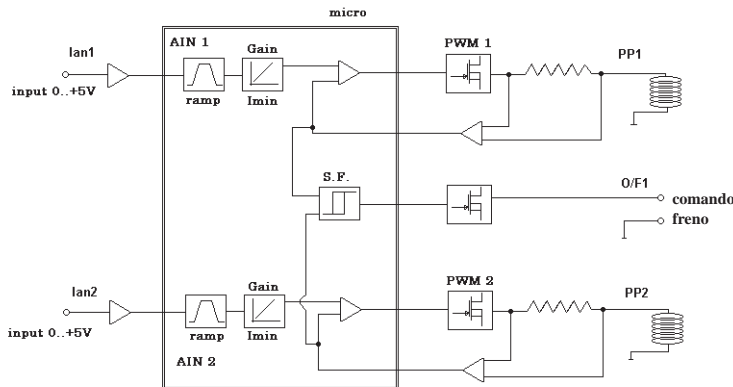 micro
AIN 1
Ian1
input 0..+5V
ramp
Gain
Imin
PWM 1
PP1
S.F.
O/F1
comando
freno
Ian2
input 0..+5V
ramp
Gain
Imin
AIN 2
PWM 2
PP2